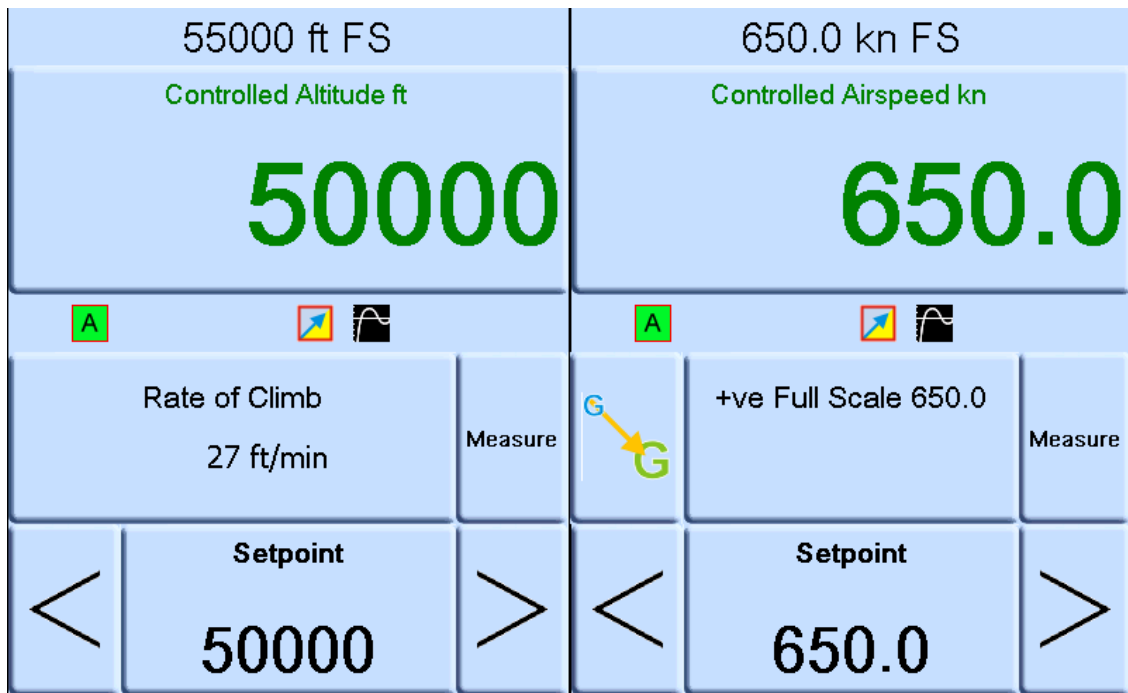 55000 ft FS
Controlled Altitude ft
50000
A
Rate of Climb
27 ft/min
Measure
Setpoint
<
50000
>
650.0 kn FS
Controlled Airspeed kn
650.0
A
G
G
+ve Full Scale 650.0
Measure
Setpoint
<
650.0
>